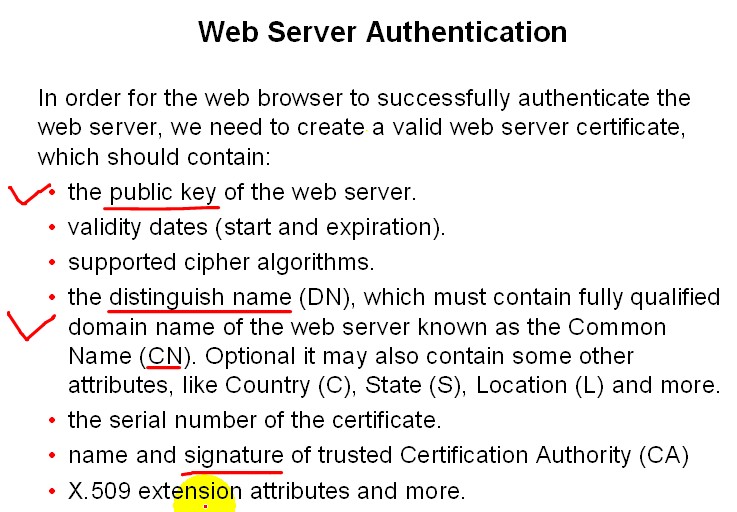 Web Server Authentication
In order for the web browser to successfully authenticate the
web server, we need to create a valid web server certificate,
which should contain:
• the public key of the web server.
• validity dates (start and expiration).
• supported cipher algorithms.
• the distinguish name (DN), which must contain fully qualified
domain name of the web server known as the Common
Name (CN). Optional it may also contain some other
attributes, like Country (C), State (S), Location (L) and more.
• the serial number of the certificate.
• name and signature of trusted Certification Authority (CA)
• X.509 extension attributes and more.